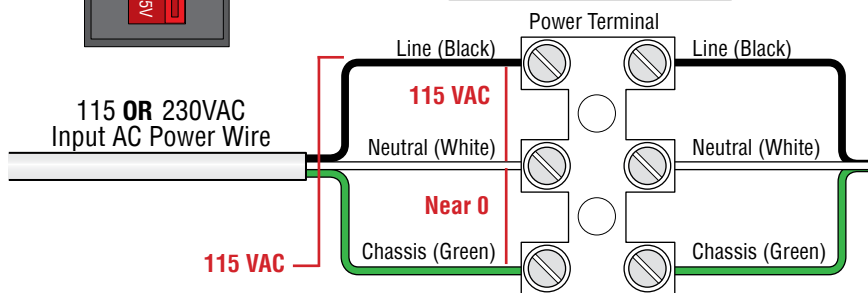 5V
Power Terminal
Line (Black)
Line (Black)
115 VAC
115 OR 230VAC
Input AC Power Wire
Neutral (White)
Neutral (White)
Near 0
Chassis (Green)
Chassis (Green)
115 VAC